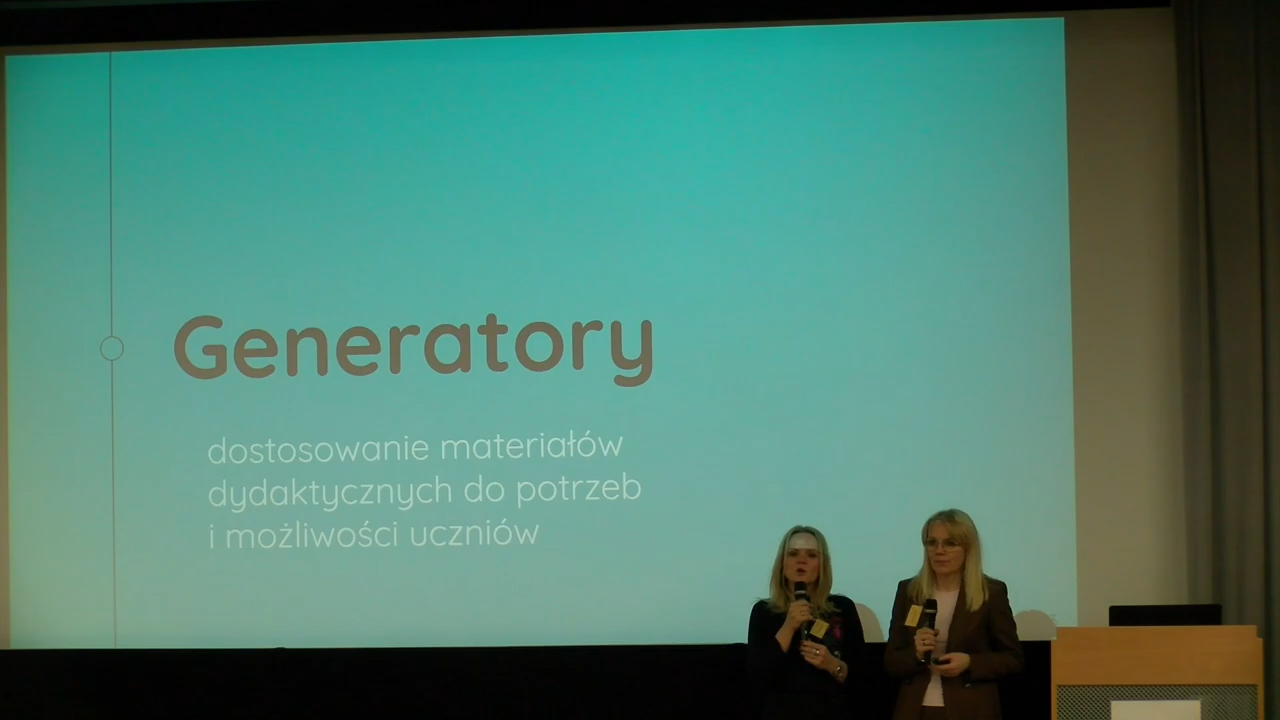 Generatory
dostosowanie materiałów
dydaktycznych do potrzeb
i możliwości uczniów